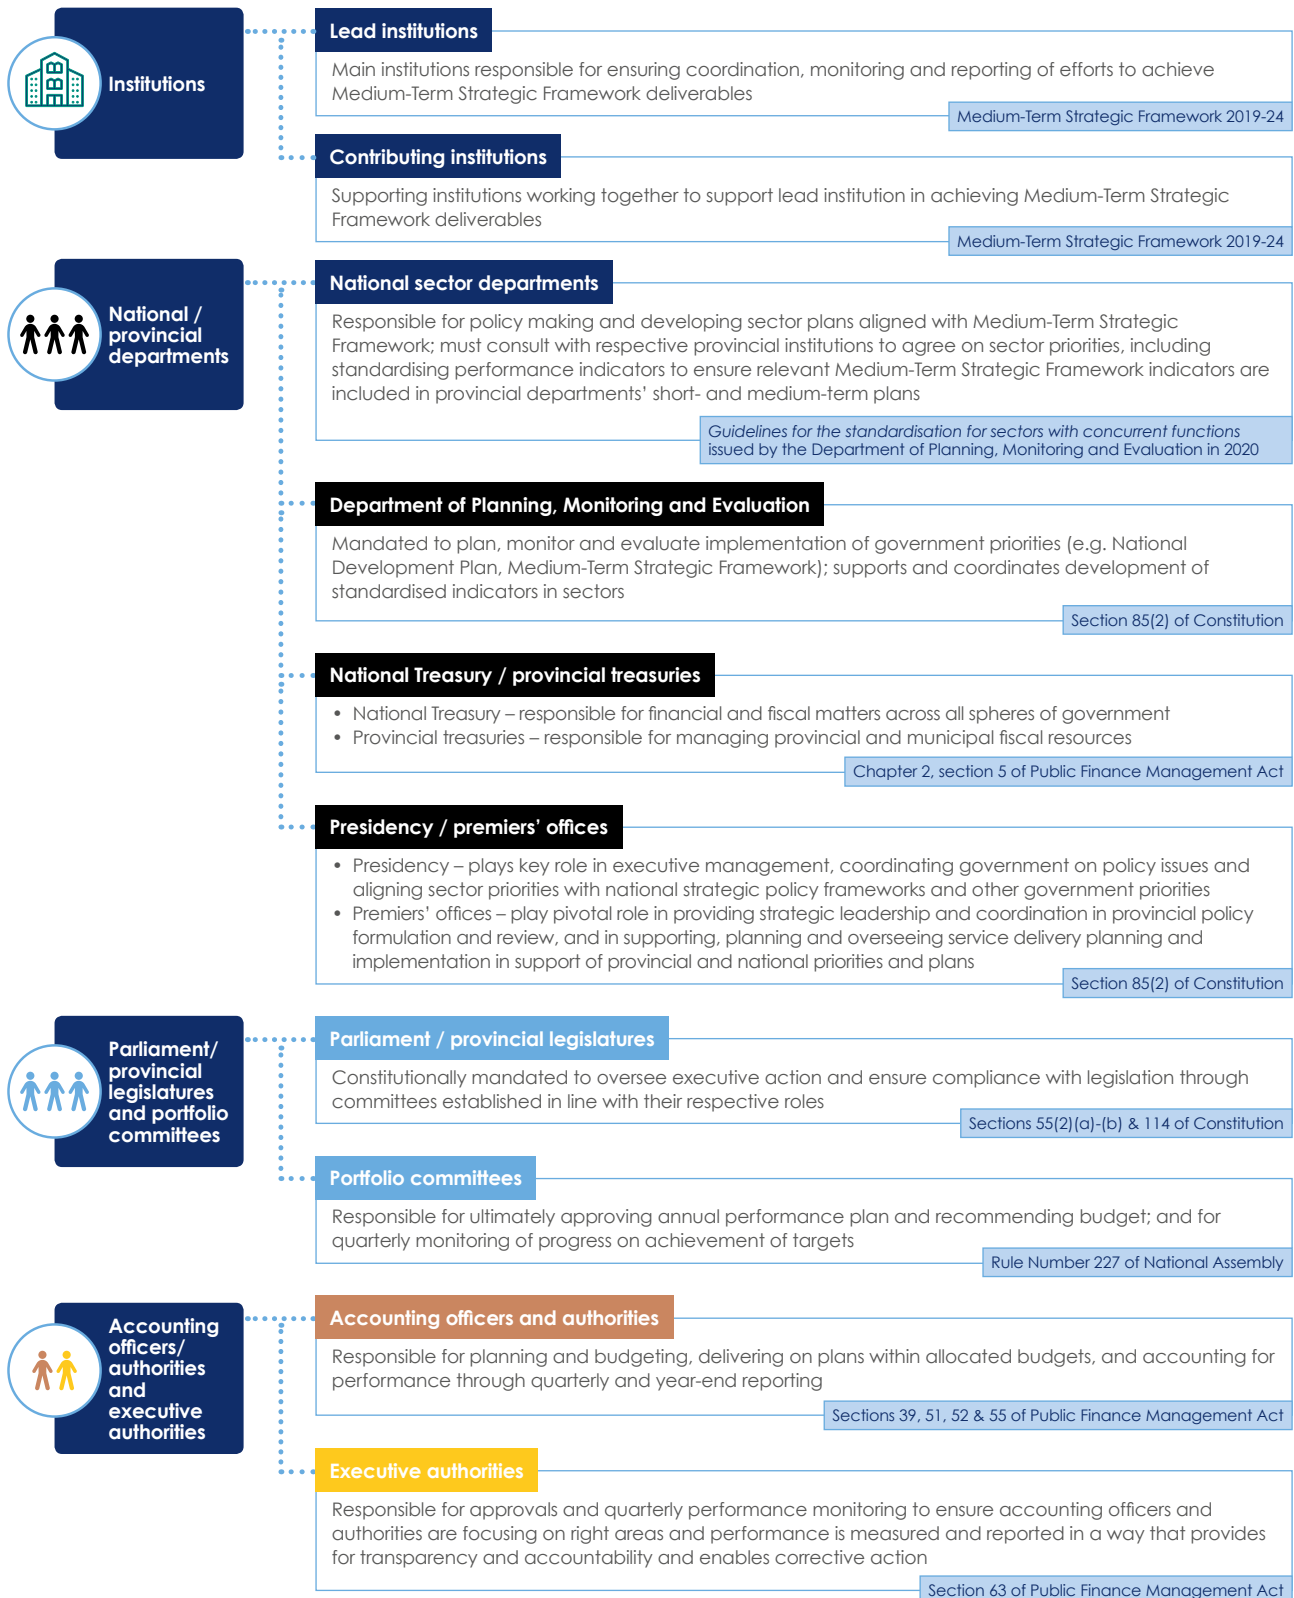 Institutions
Lead institutions
Main institutions responsible for ensuring coordination, monitoring and reporting of efforts to achieve
Medium-Term Strategic Framework deliverables
Medium-Term Strategic Framework 2019-24
Contributing institutions
Supporting institutions working together to support lead institution in achieving Medium-Term Strategic
Framework deliverables
Medium-Term Strategic Framework 2019-24
National /
provincial
departments
National sector departments
Responsible for policy making and developing sector plans aligned with Medium-Term Strategic
Framework; must consult with respective provincial institutions to agree on sector priorities, including
standardising performance indicators to ensure relevant Medium-Term Strategic Framework indicators are
included in provincial departments’ short- and medium-term plans
Guidelines for the standardisation for sectors with concurrent functions
issued by the Department of Planning, Monitoring and Evaluation in 2020
Department of Planning, Monitoring and Evaluation
Mandated to plan, monitor and evaluate implementation of government priorities (e.g. National
Development Plan, Medium-Term Strategic Framework); supports and coordinates development of
standardised indicators in sectors
Section 85(2) of Constitution
National Treasury / provincial treasuries
• National Treasury – responsible for financial and fiscal matters across all spheres of government
• Provincial treasuries – responsible for managing provincial and municipal fiscal resources
Chapter 2, section 5 of Public Finance Management Act
Presidency / premiers’ offices
• Presidency – plays key role in executive management, coordinating government on policy issues and
aligning sector priorities with national strategic policy frameworks and other government priorities
• Premiers’ offices – play pivotal role in providing strategic leadership and coordination in provincial policy
formulation and review, and in supporting, planning and overseeing service delivery planning and
implementation in support of provincial and national priorities and plans
Section 85(2) of Constitution
Parliament/
provincial
legislatures
and portfolio
committees
Parliament / provincial legislatures
Constitutionally mandated to oversee executive action and ensure compliance with legislation through
committees established in line with their respective roles
Sections 55(2)(a)-(b) & 114 of Constitution
Portfolio committees
Responsible for ultimately approving annual performance plan and recommending budget; and for
quarterly monitoring of progress on achievement of targets
Rule Number 227 of National Assembly
Accounting
officers/
authorities
and
executive
authorities
Accounting officers and authorities
Responsible for planning and budgeting, delivering on plans within allocated budgets, and accounting for
performance through quarterly and year-end reporting
Sections 39, 51, 52 & 55 of Public Finance Management Act
Executive authorities
Responsible for approvals and quarterly performance monitoring to ensure accounting officers and
authorities are focusing on right areas and performance is measured and reported in a way that provides
for transparency and accountability and enables corrective action
Section 63 of Public Finance Management Act